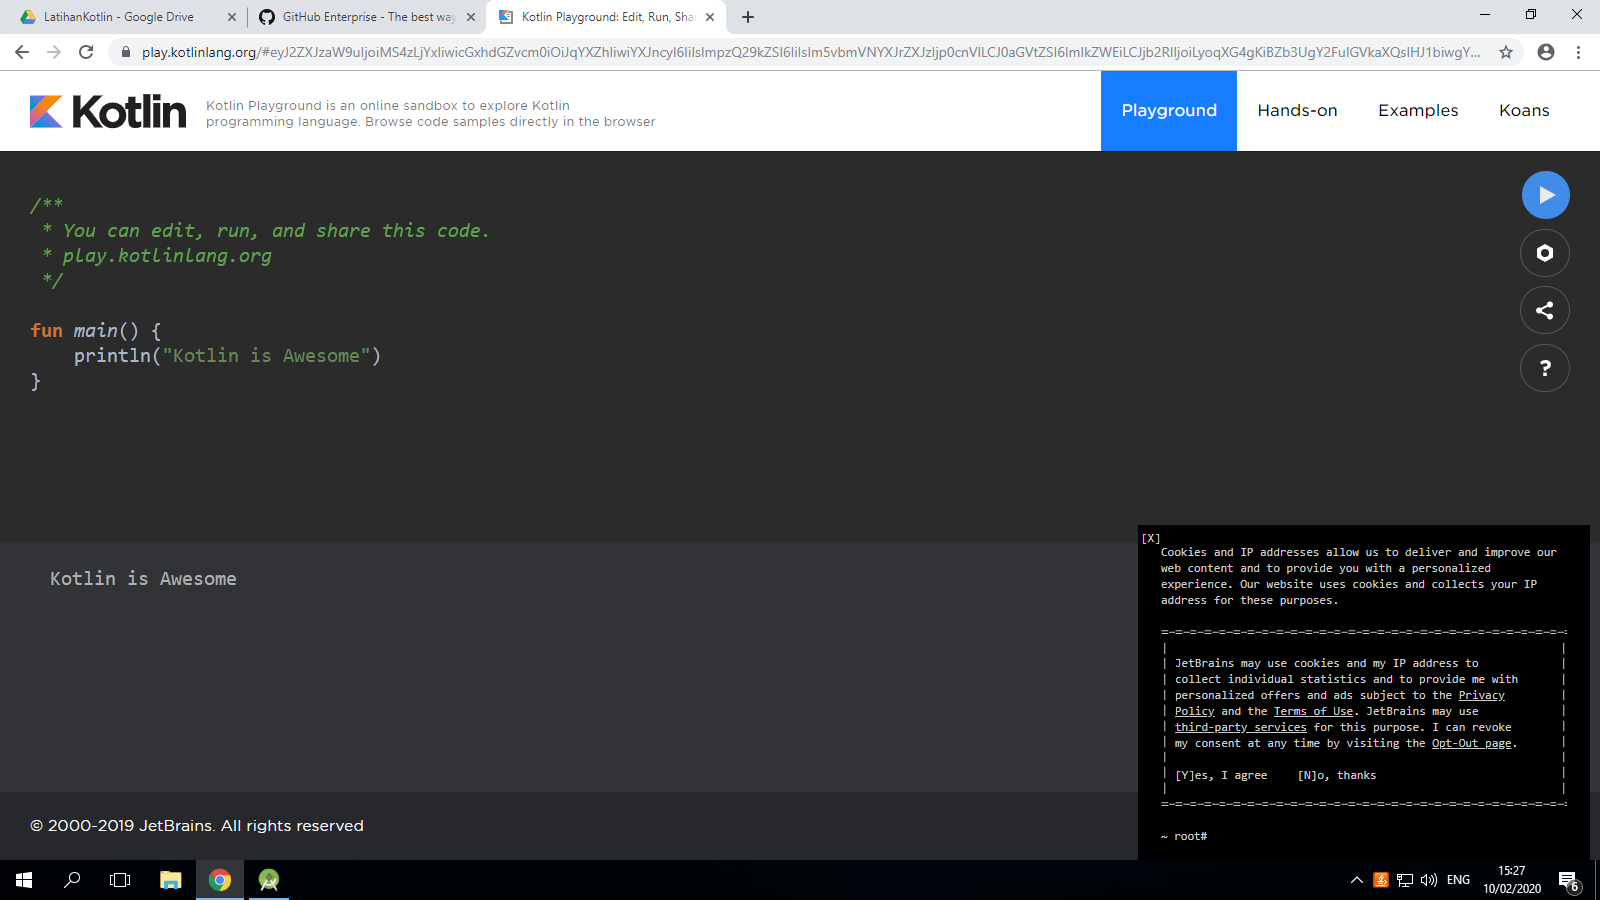 LatihanKotlin - Google Drive
GitHub Enterprise - The best way
Kotlin Playground: Edit, Run, Sha
Kotlin
Kotlin Playground is an online sandbox to explore Kotlin
programming language. Browse code samples directly in the browser
Playground
Hands-on
Examples
Koans
/**
* You can edit, run, and share this code.
* play.kotlinlang.org
*/
fun main() {
println("Kotlin is Awesome")
}
?
Kotlin is Awesome
[X]
Cookies and IP addresses allow us to deliver and improve our
web content and to provide you with a personalized
experience. Our website uses cookies and collects your IP
address for these purposes.
JetBrains may use cookies and my IP address to
collect individual statistics and to provide me with
personalized offers and ads subject to the Privacy
Policy and the Terms of Use. JetBrains may use
third-party services for this purpose. I can revoke
my consent at any time by visiting the Opt-Out page.
[Y]es, I agree [N]o, thanks
~ root#
© 2000-2019 JetBrains. All rights reserved
ENG
15:27
10/02/2020
6